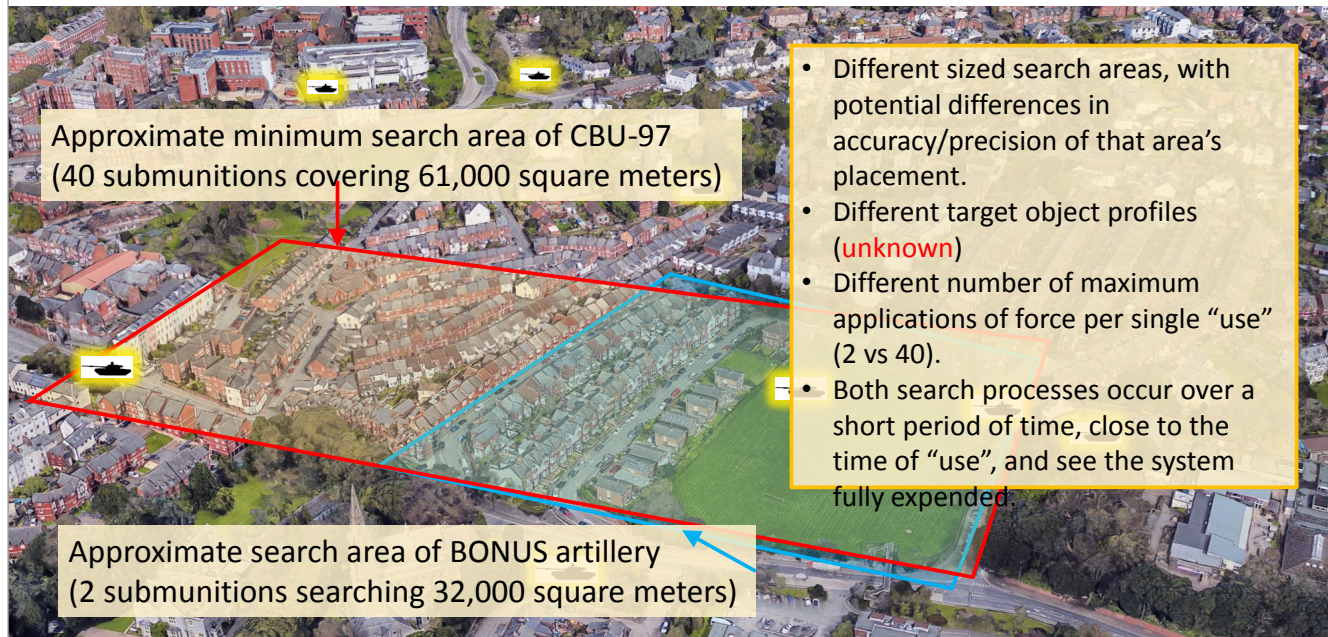 Approximate minimum search area of CBU-97
(40 submunitions covering 61,000 square meters)
• Different sized search areas, with
potential differences in
accuracy/precision of that area’s
placement.
• Different target object profiles
(unknown)
• Different number of maximum
applications of force per single “use”
(2 vs 40).
• Both search processes occur over a
short period of time, close to the
time of “use”, and see the system
fully expended.
Approximate search area of BONUS artillery
(2 submunitions searching 32,000 square meters)